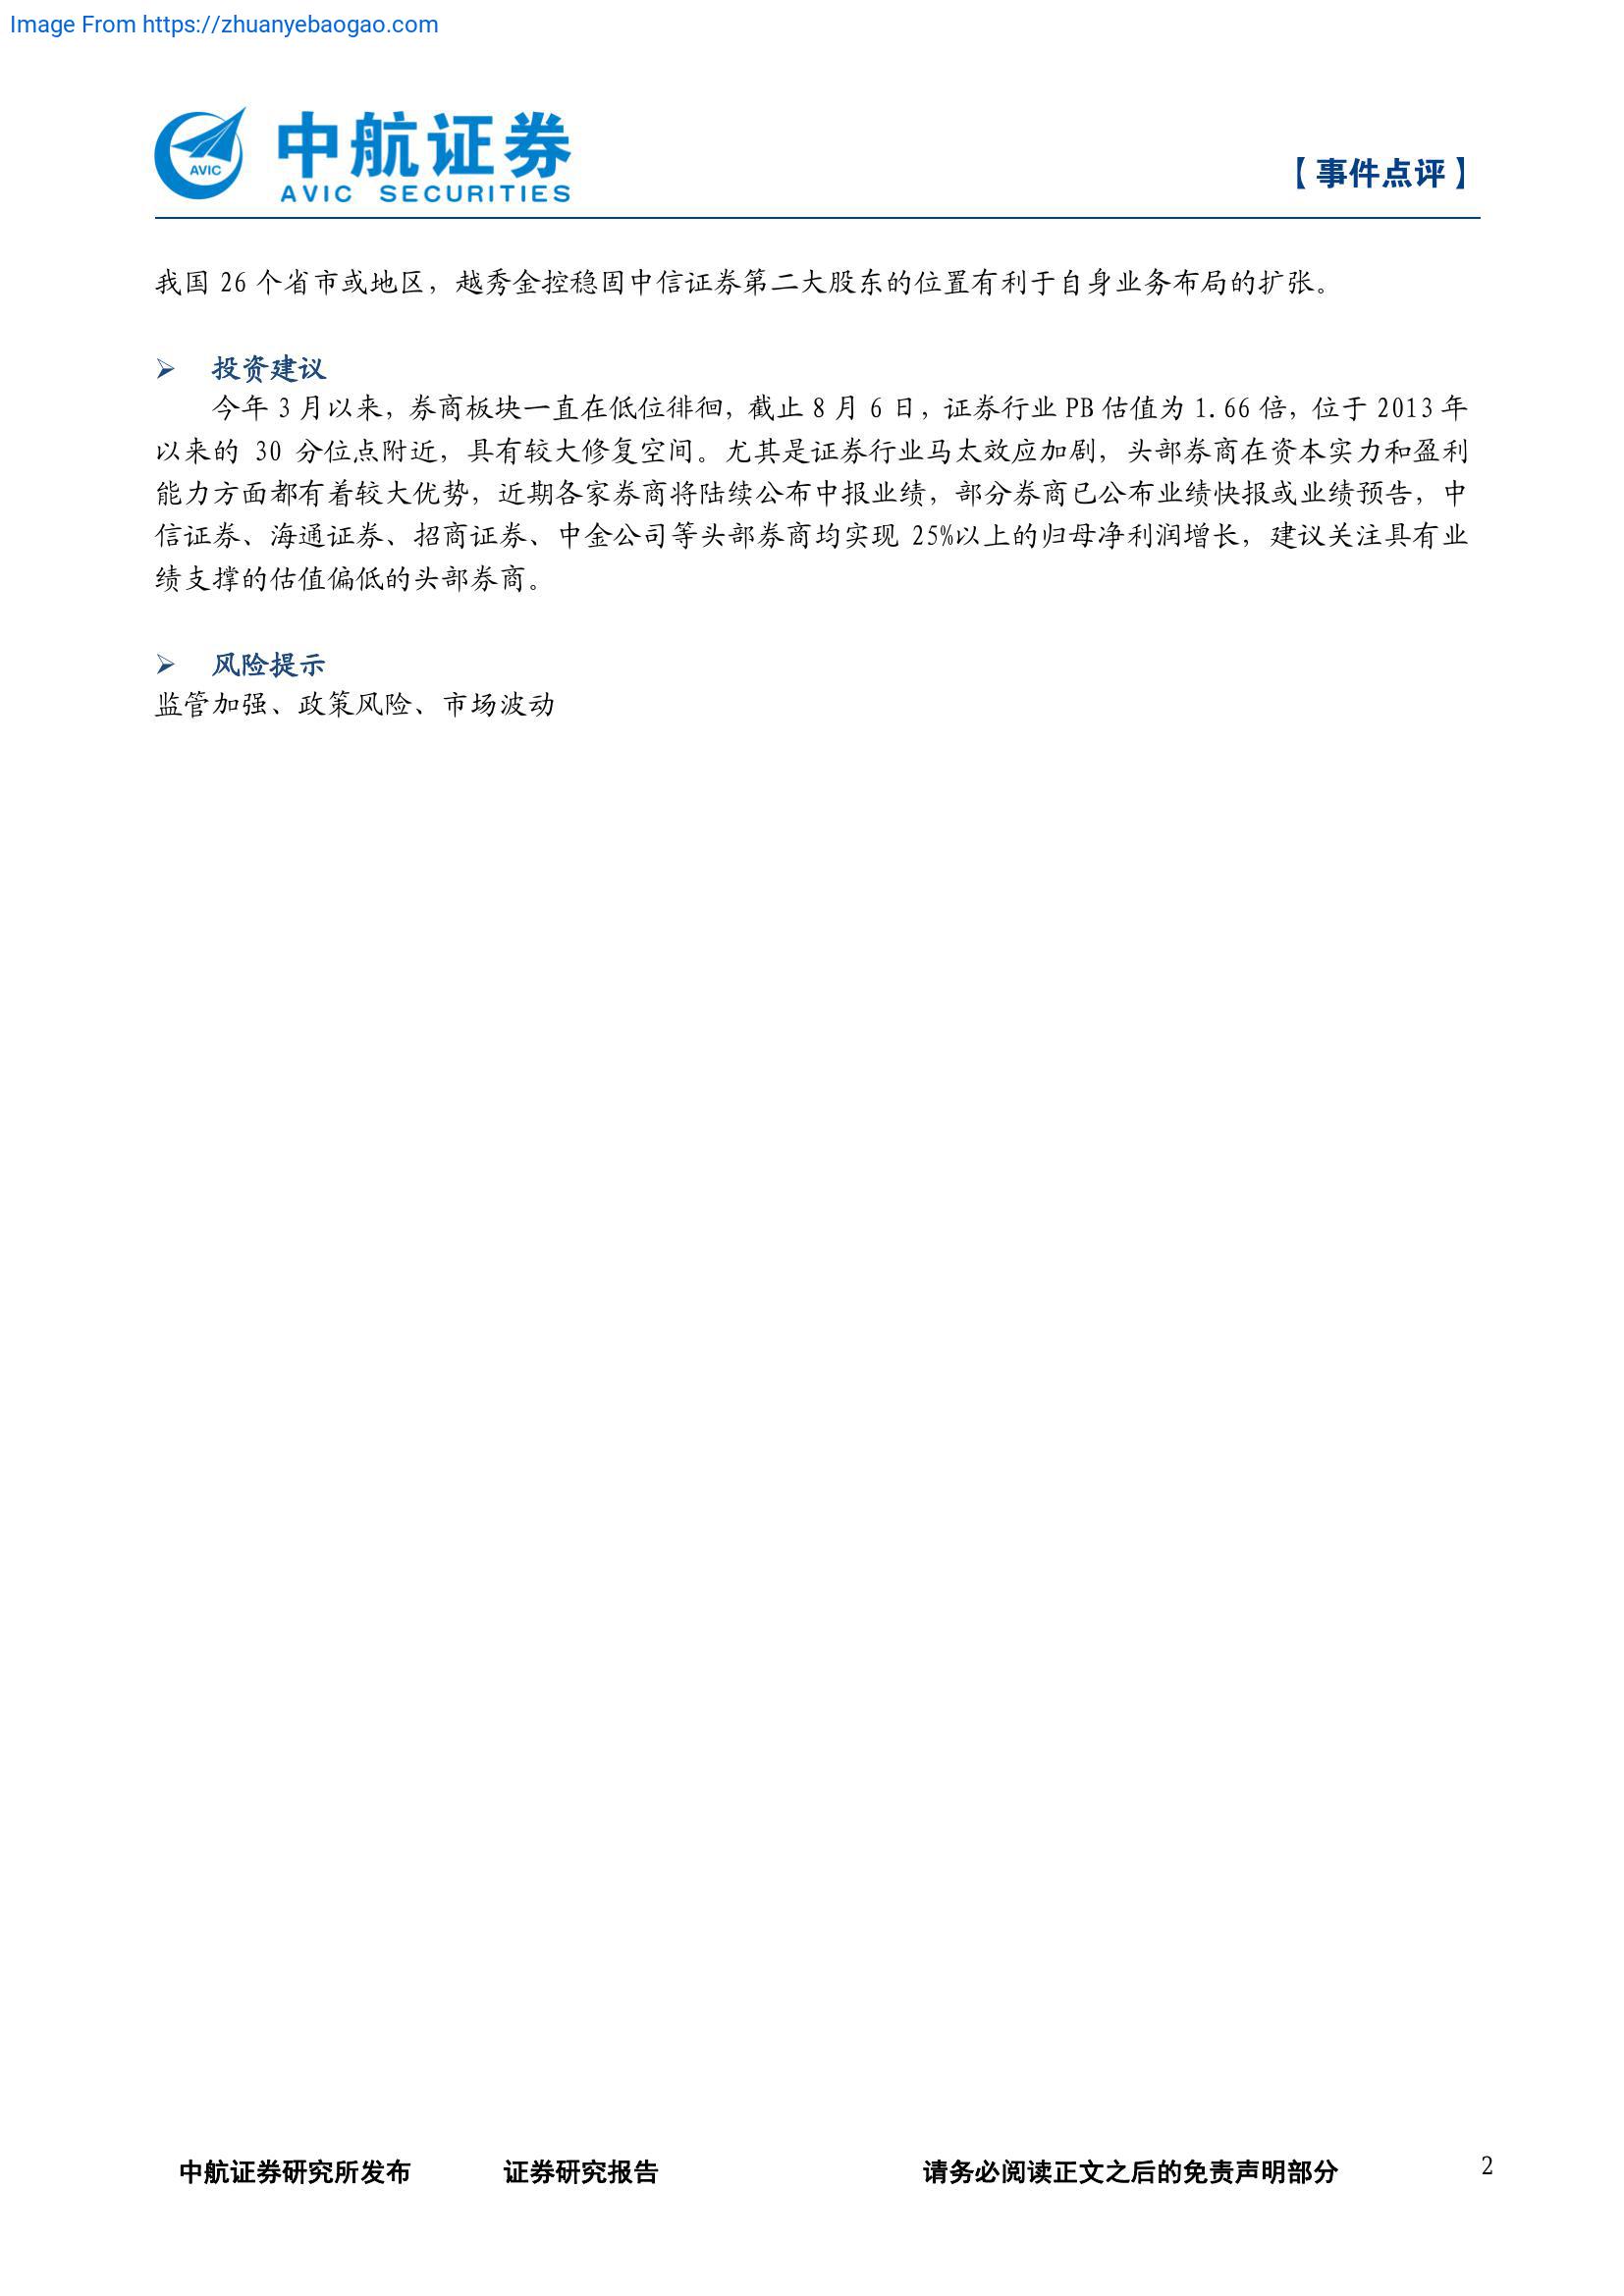 Image From https://zhuanyebaogao.com
AVIC
中航证券
AVIC SECURITIES
【事件点评】
我国 26 个省市或地区，越秀金控稳固中信证券第二大股东的位置有利于自身业务布局的扩张。
➢ 投资建议
今年 3 月以来，券商板块一直在低位徘徊，截止 8 月 6 日，证券行业 PB 估值为 1.66 倍，位于 2013 年
以来的 30 分位点附近，具有较大修复空间。尤其是证券行业马太效应加剧，头部券商在资本实力和盈利
能力方面都有着较大优势，近期各家券商将陆续公布中报业绩，部分券商已公布业绩快报或业绩预告，中
信证券、海通证券、招商证券、中金公司等头部券商均实现 25%以上的归母净利润增长，建议关注具有业
绩支撑的估值偏低的头部券商。
➢ 风险提示
监管加强、政策风险、市场波动
中航证券研究所发布 证券研究报告 请务必阅读正文之后的免责声明部分 2